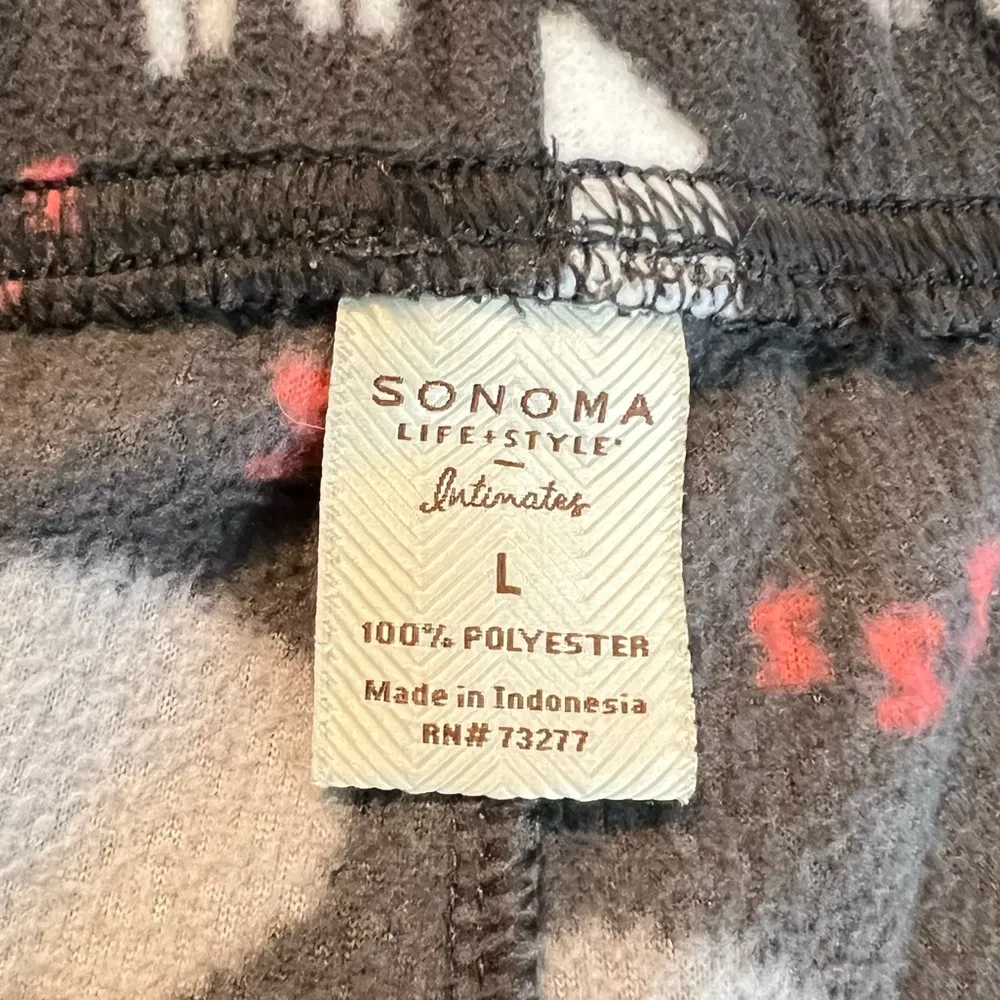 SONOMA
LIFE+STYLE
Intimates
L
100% POLYESTER
Made in Indonesia
RN# 73277